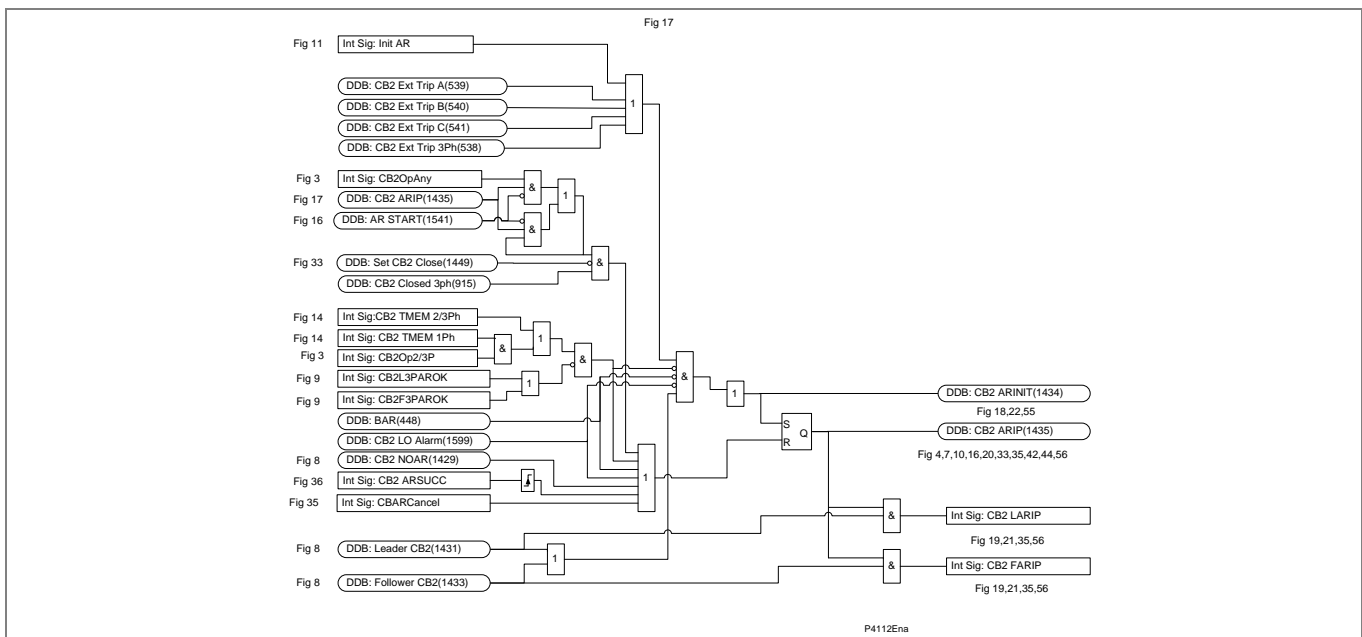 Fig 17
Fig 11 Int Sig: Init AR
DDB: CB2 Ext Trip A(539)
DDB: CB2 Ext Trip B(540)
DDB: CB2 Ext Trip C(541)
DDB: CB2 Ext Trip 3Ph(538)
1
Fig 3 Int Sig: CB2OpAny
Fig 17 DDB: CB2 ARIP(1435)
Fig 16 DDB: AR START(1541)
&
1
&
Fig 33 DDB: Set CB2 Close(1449)
DDB: CB2 Closed 3ph(915)
&
Fig 14 Int Sig:CB2 TMEM 2/3Ph
Fig 14 Int Sig: CB2 TMEM 1Ph
Fig 3 Int Sig: CB2Op2/3P
Fig 9 Int Sig: CB2L3PAROK
Fig 9 Int Sig: CB2F3PAROK
1
&
&
1
DDB: BAR(448)
DDB: CB2 LO Alarm(1599)
Fig 8 DDB: CB2 NOAR(1429)
Fig 36 Int Sig: CB2 ARSUCC
Fig 35 Int Sig: CBARCancel
1
&
1
S
R
Q
DDB: CB2 ARINIT(1434)
Fig 18,22,55
DDB: CB2 ARIP(1435)
Fig 4,7,10,16,20,33,35,42,44,56
Fig 8 DDB: Leader CB2(1431)
Fig 8 DDB: Follower CB2(1433)
1
& Int Sig: CB2 LARIP
Fig 19,21,35,56
& Int Sig: CB2 FARIP
Fig 19,21,35,56
P4112Ena